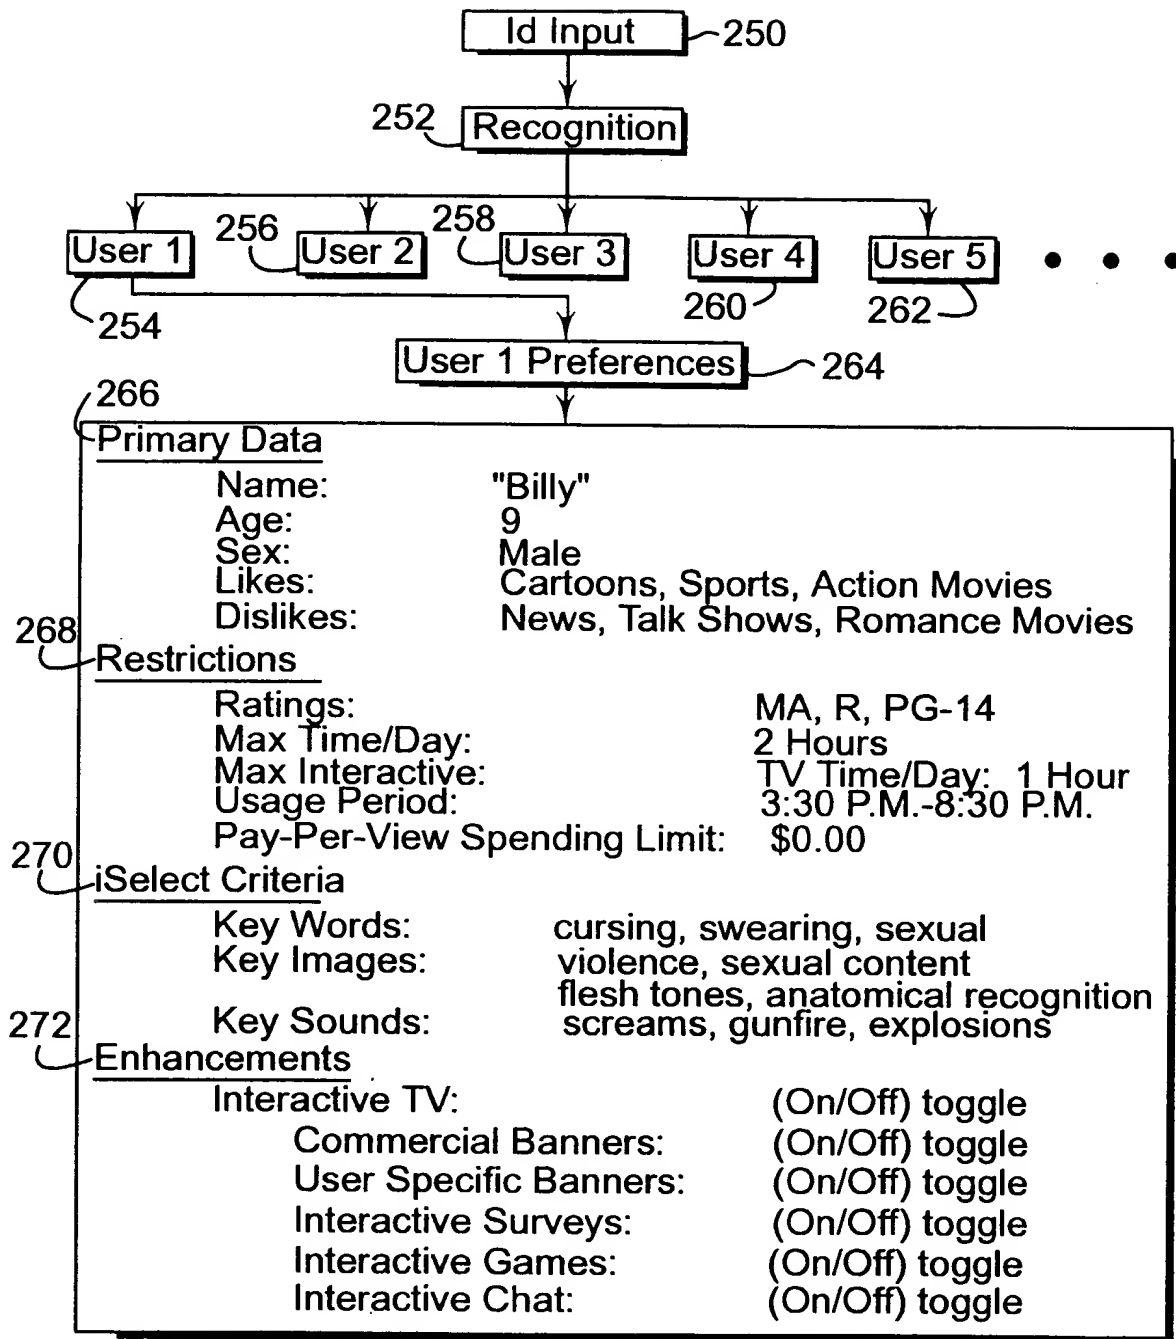 Id Input 250
252 Recognition
User 1 256 User 2 258 User 3 User 4 User 5
254 260 262
User 1 Preferences 264
266
Primary Data
Name: "Billy"
Age: 9
Sex: Male
Likes: Cartoons, Sports, Action Movies
Dislikes: News, Talk Shows, Romance Movies
268
Restrictions
Ratings: MA, R, PG-14
Max Time/Day: 2 Hours
Max Interactive: TV Time/Day: 1 Hour
Usage Period: 3:30 P.M.-8:30 P.M.
Pay-Per-View Spending Limit: $0.00
270
iSelect Criteria
Key Words: cursing, swearing, sexual
Key Images: violence, sexual content
flesh tones, anatomical recognition
Key Sounds: screams, gunfire, explosions
272
Enhancements
Interactive TV: (On/Off) toggle
Commercial Banners: (On/Off) toggle
User Specific Banners: (On/Off) toggle
Interactive Surveys: (On/Off) toggle
Interactive Games: (On/Off) toggle
Interactive Chat: (On/Off) toggle